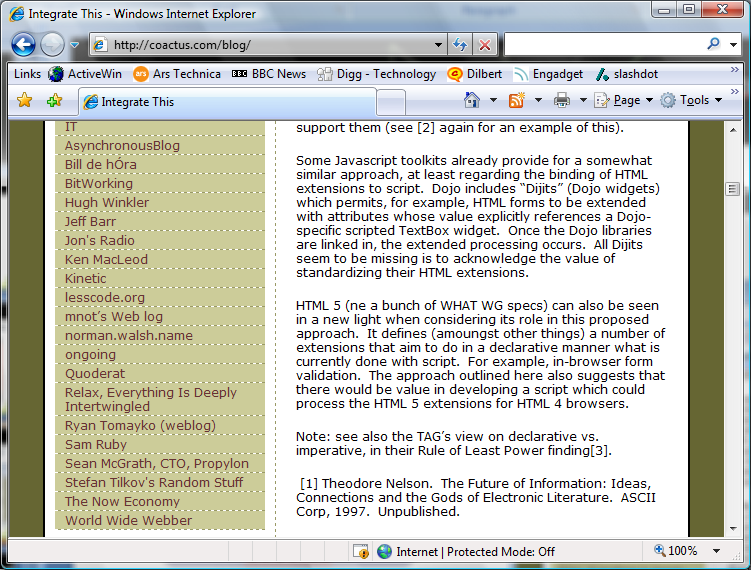 Integrate This - Windows Internet Explorer
http://coactus.com/blog/
Links ActiveWin Ars Technica BBC News Digg - Technology Dilbert Engadget slashdot
Integrate This Page Tools
IT
AsynchronousBlog
Bill de hÓra
BitWorking
Hugh Winkler
Jeff Barr
Jon's Radio
Ken MacLeod
Kinetic
lesscode.org
mnot's Web log
norman.walsh.name
ongoing
Quoderat
Relax, Everything Is Deeply
Intertwingled
Ryan Tomayko (weblog)
Sam Ruby
Sean McGrath, CTO, Propylon
Stefan Tilkov's Random Stuff
The Now Economy
World Wide Webber
support them (see [2] again for an example of this).
Some Javascript toolkits already provide for a somewhat
similar approach, at least regarding the binding of HTML
extensions to script. Dojo includes “Dijits” (Dojo widgets)
which permits, for example, HTML forms to be extended
with attributes whose value explicitly references a Dojo-
specific scripted TextBox widget. Once the Dojo libraries
are linked in, the extended processing occurs. All Dijits
seem to be missing is to acknowledge the value of
standardizing their HTML extensions.
HTML 5 (ne a bunch of WHAT WG specs) can also be seen
in a new light when considering its role in this proposed
approach. It defines (amoungst other things) a number of
extensions that aim to do in a declarative manner what is
currently done with script. For example, in-browser form
validation. The approach outlined here also suggests that
there would be value in developing a script which could
process the HTML 5 extensions for HTML 4 browsers.
Note: see also the TAG's view on declarative vs.
imperative, in their Rule of Least Power finding[3].
[1] Theodore Nelson. The Future of Information: Ideas,
Connections and the Gods of Electronic Literature. ASCII
Corp, 1997. Unpublished.
Internet | Protected Mode: Off 100%